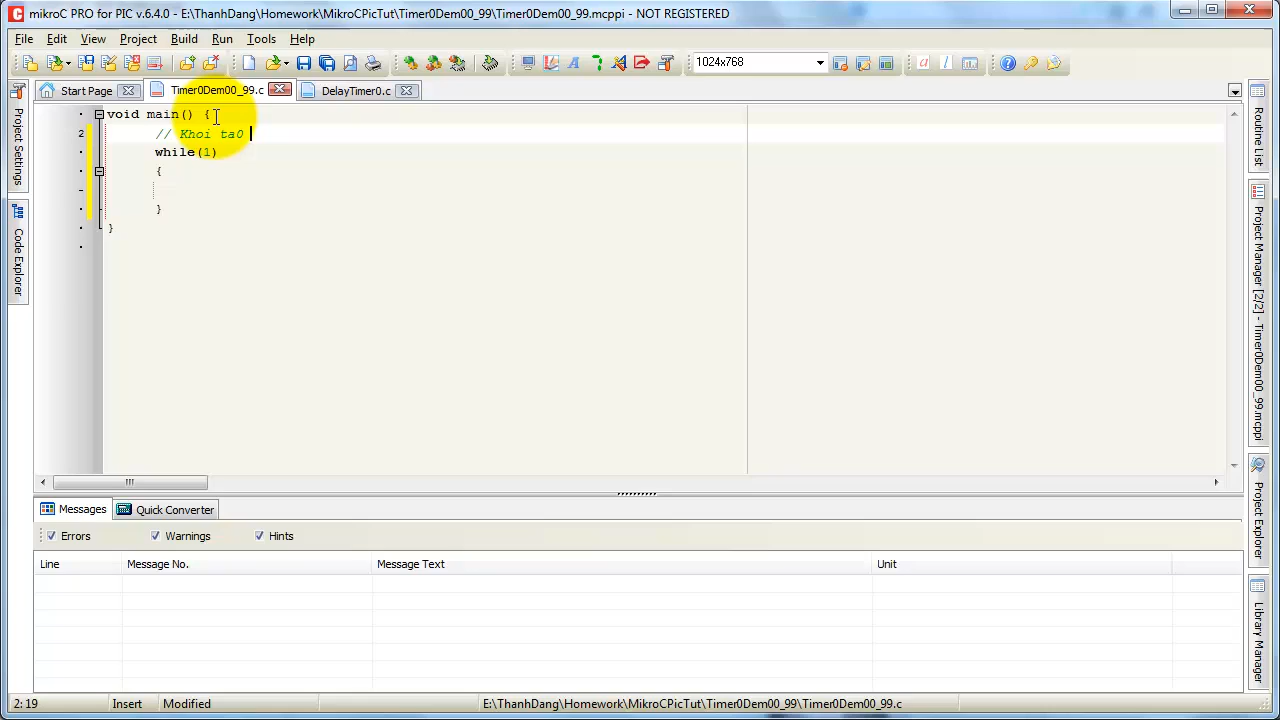 mikroC PRO for PIC v.6.4.0 - E:\ThanhDang\Homework\MikroCPicTut\Timer0Dem00_99\Timer0Dem00_99.mcppi - NOT REGISTERED
File Edit View Project Build Run Tools Help
1024x768
Start Page Timer0Dem00_99.c DelayTimer0.c
void main() {
2 // Khoi ta0
while(1)
{
}
}
Project Settings
Code Explorer
Routine List
Project Manager [2/2] - Timer0Dem00_99.mcppi
Project Explorer
Library Manager
Messages Quick Converter
Errors Warnings Hints
Line Message No. Message Text Unit
2: 19 Insert Modified E:\ThanhDang\Homework\MikroCPicTut\Timer0Dem00_99\Timer0Dem00_99.c